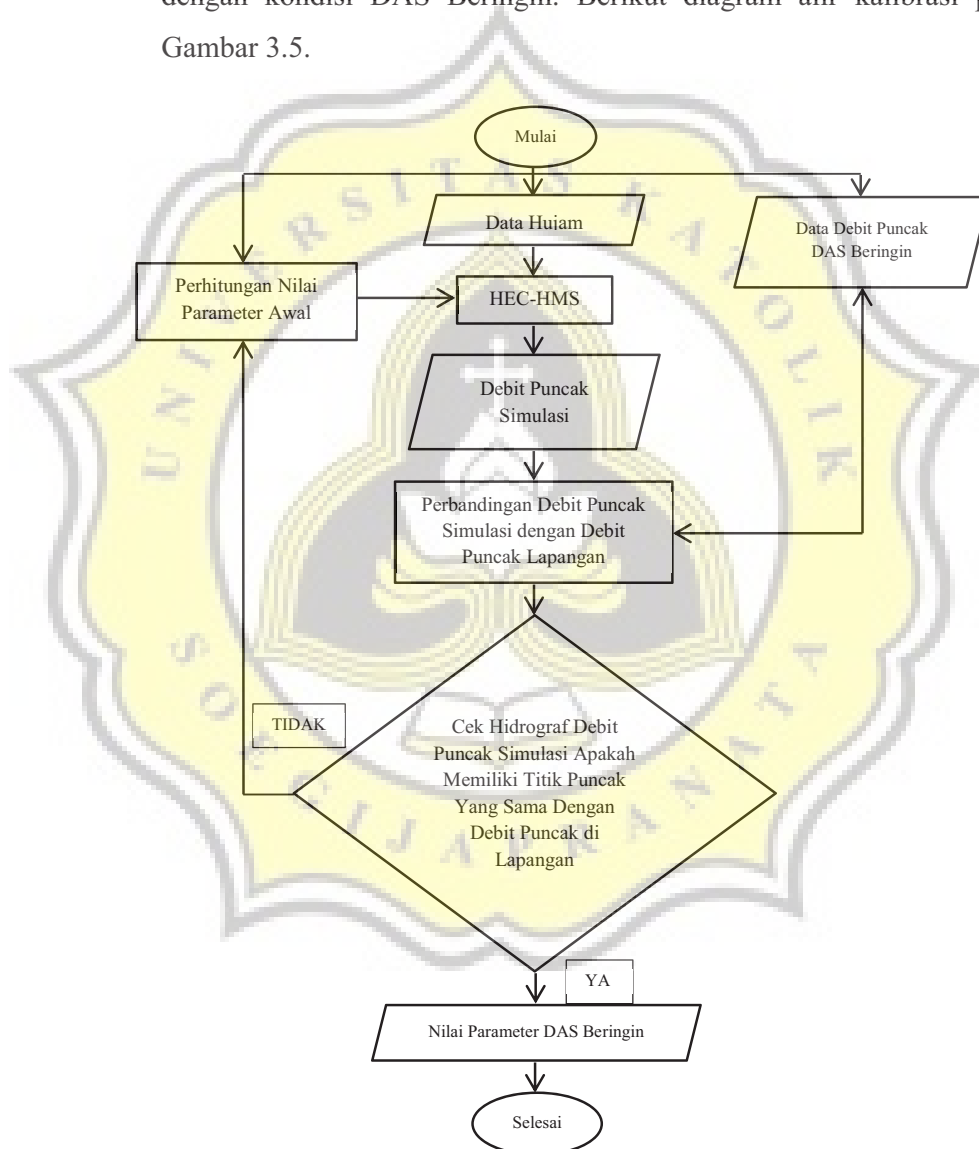 dengan kondisi DAS Beringin. Berikut diagram alir kalibrasi p
Gambar 3.5.
Mulai
Data Hujam
Data Debit Puncak
DAS Beringin
Perhitungan Nilai
Parameter Awal
HEC-HMS
Debit Puncak
Simulasi
Perbandingan Debit Puncak
Simulasi dengan Debit
Puncak Lapangan
TIDAK
Cek Hidrograf Debit
Puncak Simulasi Apakah
Memiliki Titik Puncak
Yang Sama Dengan
Debit Puncak di
Lapangan
YA
Nilai Parameter DAS Beringin
Selesai
UNIVERSITAS KATOLIK
SOEGIJAPRANATA